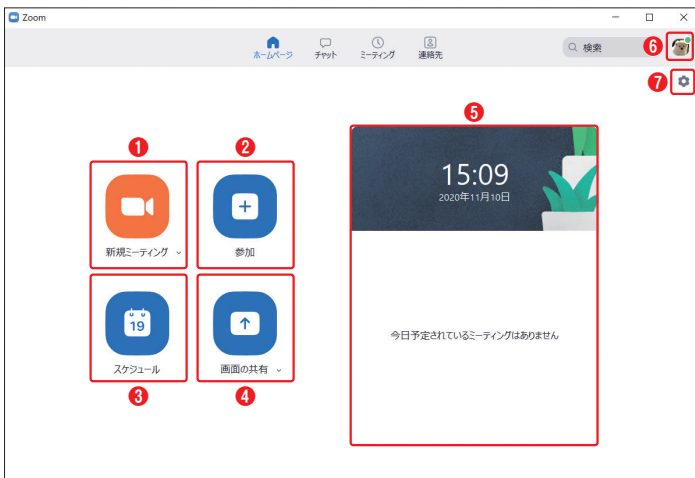 Zoom
ホームページ
チャット
ミーティング
連絡先
検索
6
7
5
1
2
15:09
2020年11月10日
新規ミーティング
参加
19
今日予定されているミーティングはありません
スケジュール
画面の共有
3
4